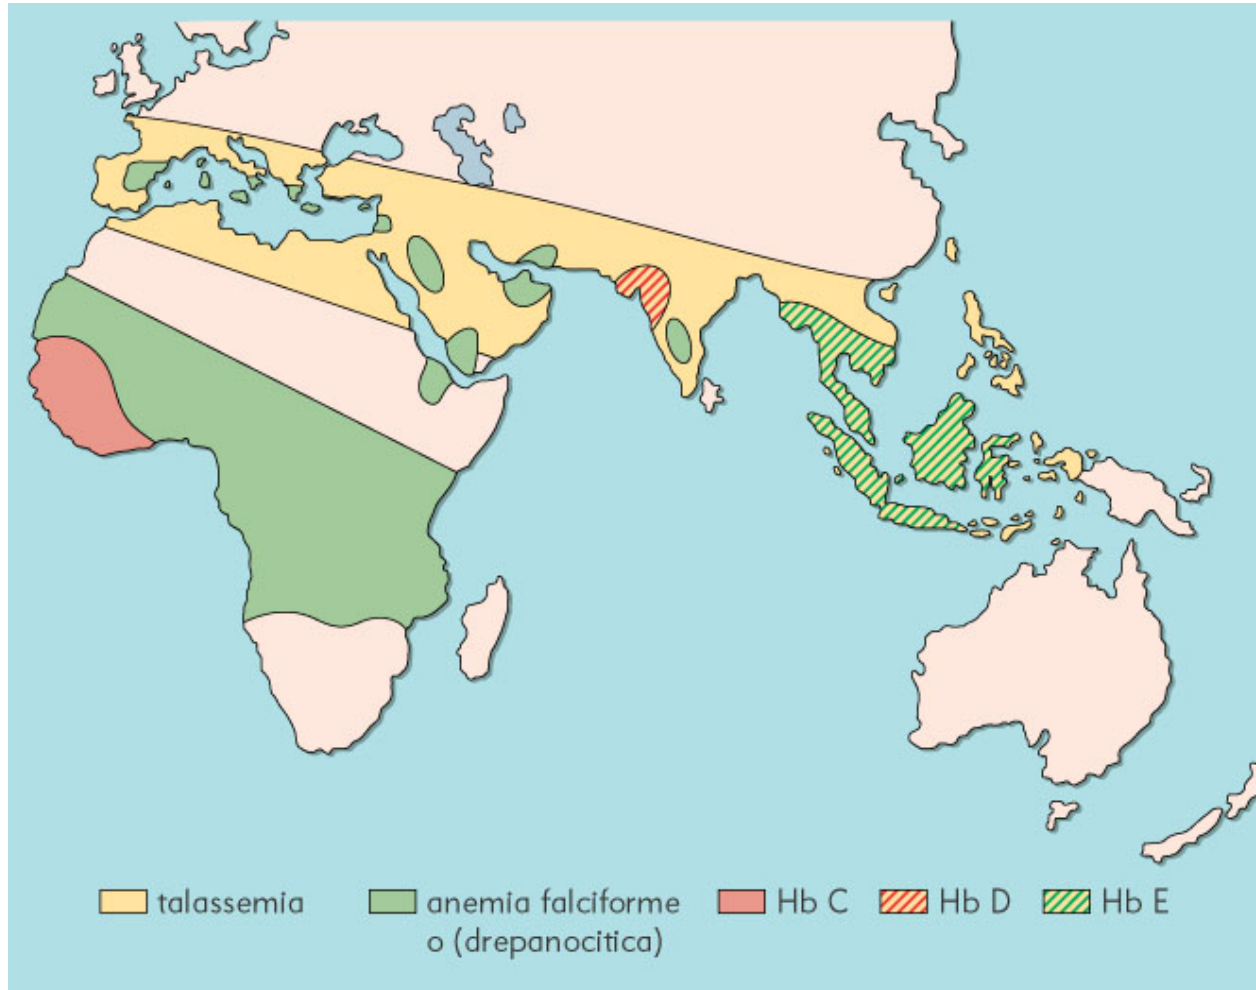 talassemia
anemia falciforme
o (drepanocitica)
Hb C
Hb D
Hb E